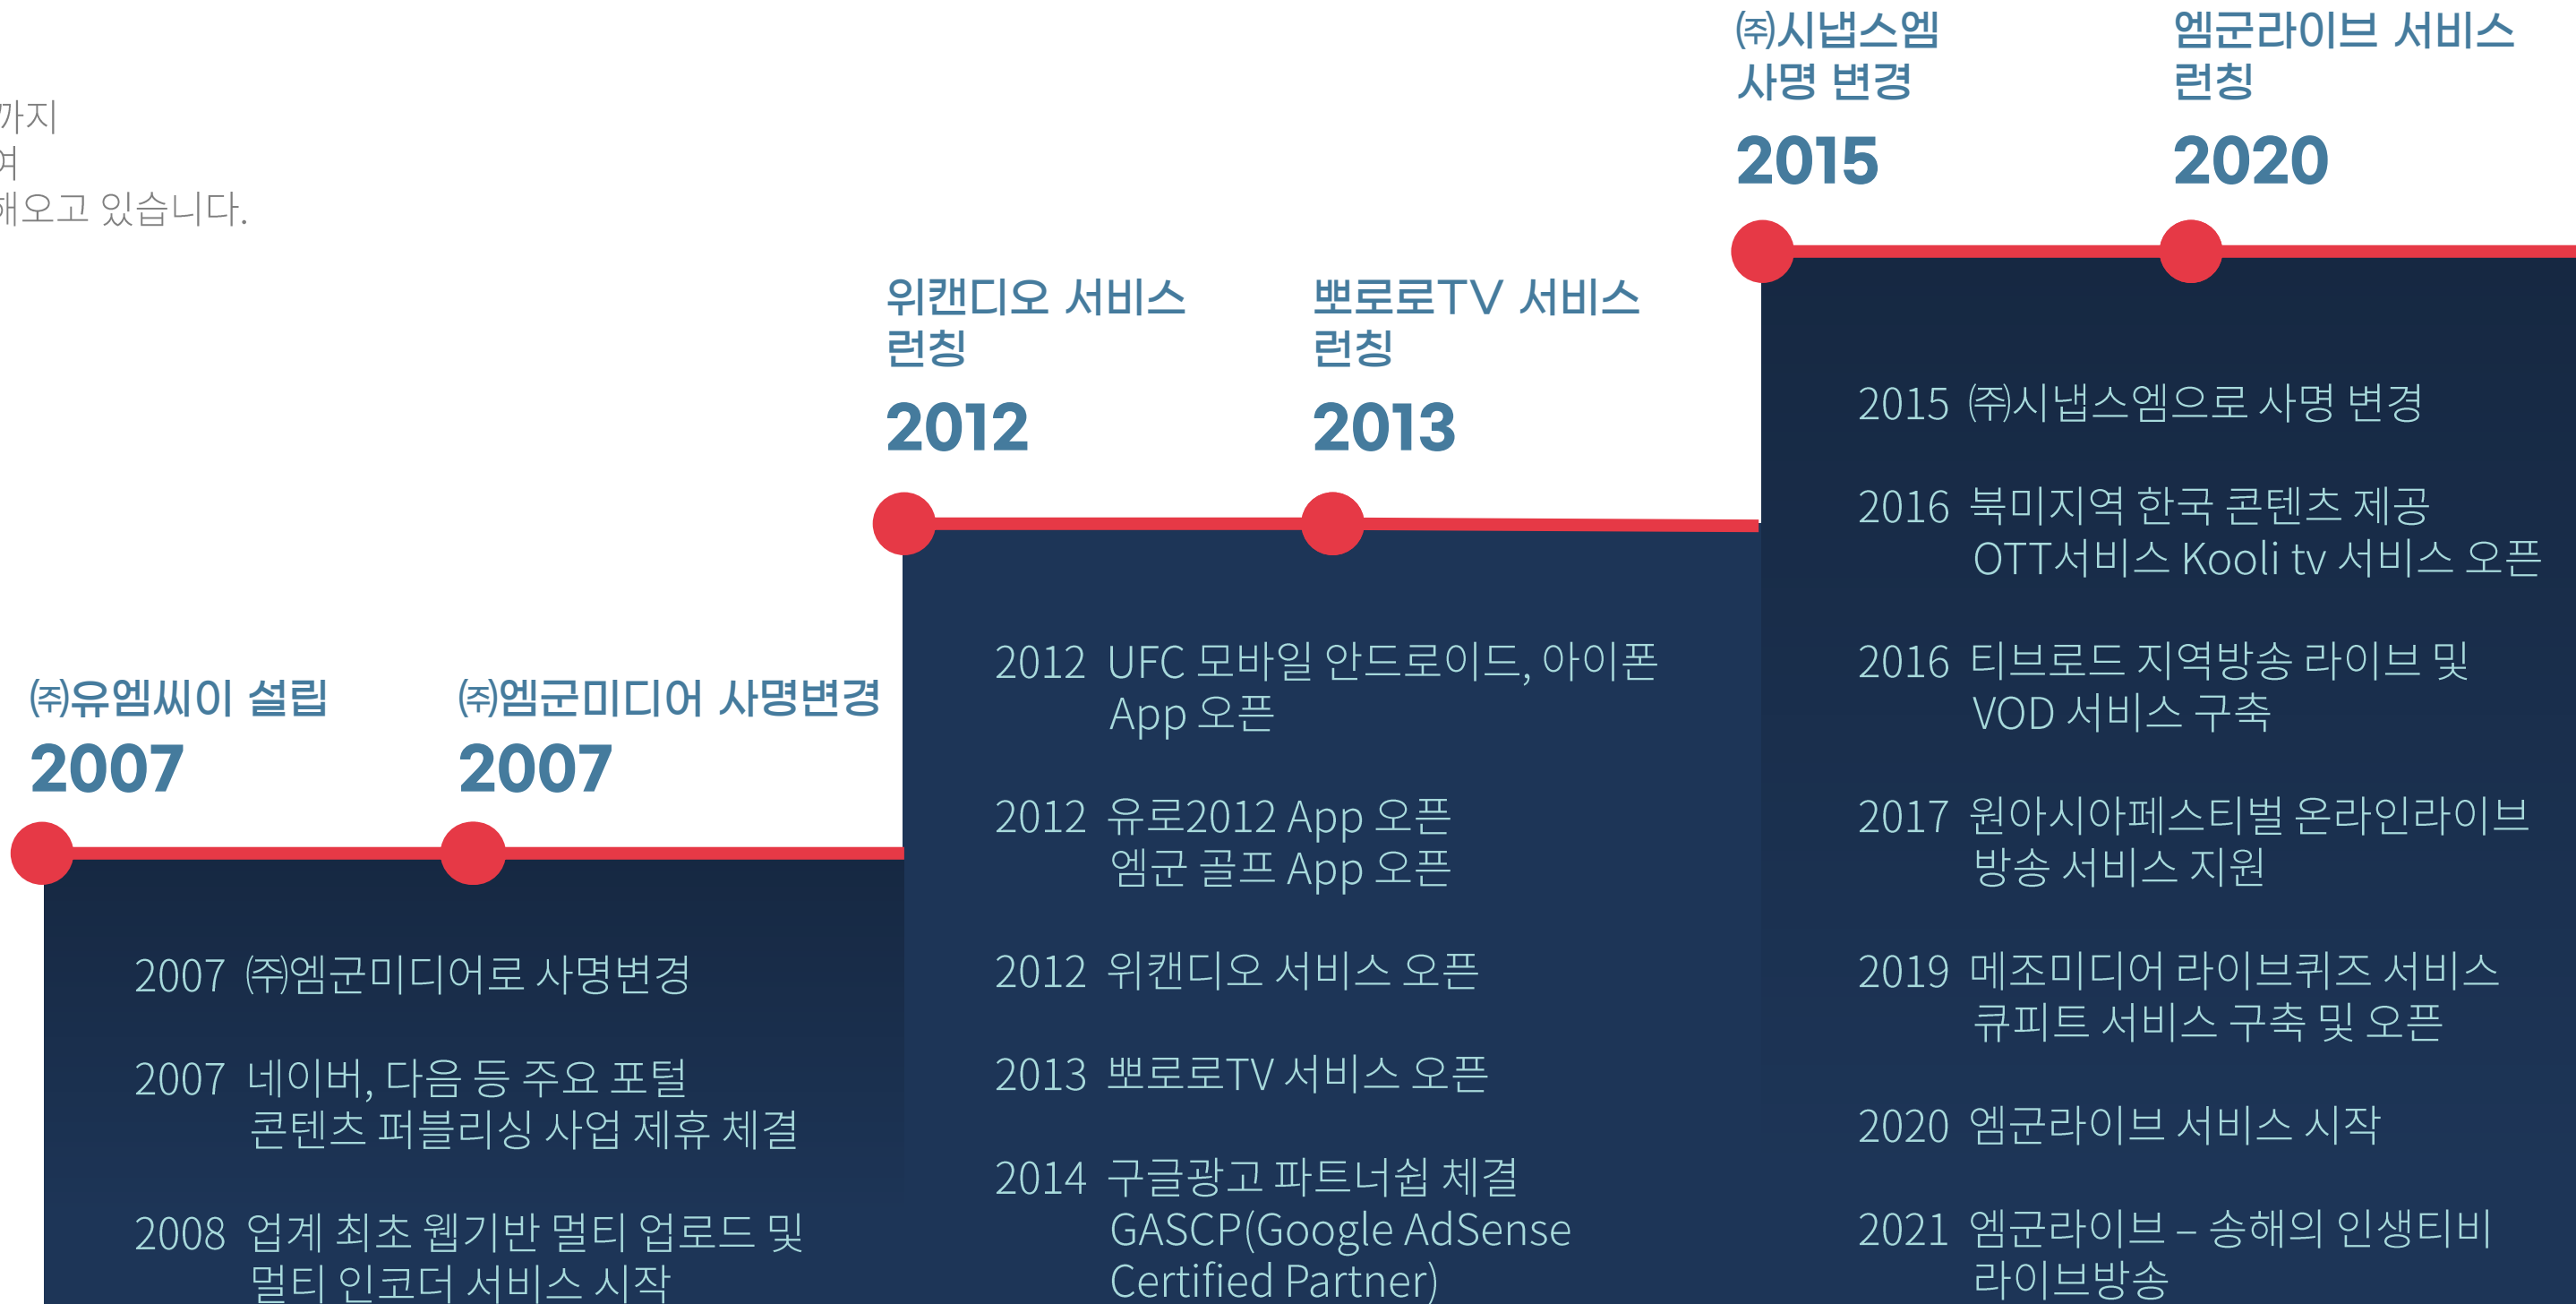 까지
여
해오고 있습니다.
㈜유엠씨이 설립
2007
㈜엠군미디어 사명변경
2007
2007 ㈜엠군미디어로 사명변경
2007 네이버, 다음 등 주요 포털
콘텐츠 퍼블리싱 사업 제휴 체결
2008 업계 최초 웹기반 멀티 업로드 및
멀티 인코더 서비스 시작
위캔디오 서비스
런칭
2012
뽀로로TV 서비스
런칭
2013
2012 UFC 모바일 안드로이드, 아이폰
App 오픈
2012 유로2012 App 오픈
엠군 골프 App 오픈
2012 위캔디오 서비스 오픈
2013 뽀로로TV 서비스 오픈
2014 구글광고 파트너쉽 체결
GASCP(Google AdSense
Certified Partner)
㈜시냅스엠
사명 변경
2015
엠군라이브 서비스
런칭
2020
2015 ㈜시냅스엠으로 사명 변경
2016 북미지역 한국 콘텐츠 제공
OTT서비스 Kooli tv 서비스 오픈
2016 티브로드 지역방송 라이브 및
VOD 서비스 구축
2017 원아시아페스티벌 온라인라이브
방송 서비스 지원
2019 메조미디어 라이브퀴즈 서비스
큐피트 서비스 구축 및 오픈
2020 엠군라이브 서비스 시작
2021 엠군라이브 – 송해의 인생티비
라이브방송